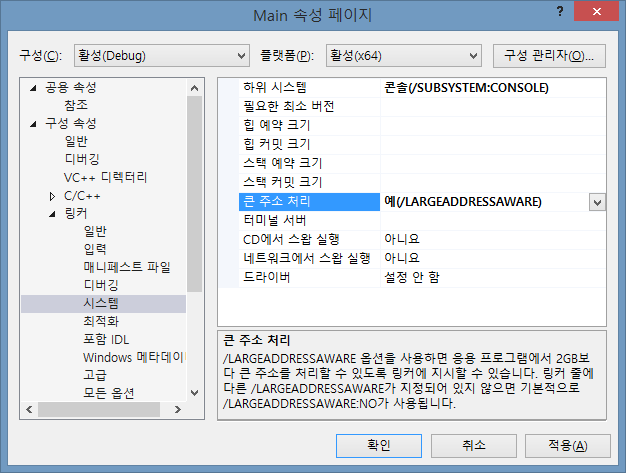 Main 속성 페이지
?
구성(C): 활성(Debug) 플랫폼(P): 활성(x64) 구성 관리자(O)...
공용 속성
참조
구성 속성
일반
디버깅
VC++ 디렉터리
C/C++
링커
일반
입력
매니페스트 파일
디버깅
시스템
최적화
포함 IDL
Windows 메타데이
고급
모든 옵션
하위 시스템 콘솔(/SUBSYSTEM:CONSOLE)
필요한 최소 버전
힙 예약 크기
힙 커밋 크기
스택 예약 크기
스택 커밋 크기
큰 주소 처리 예(/LARGEADDRESSAWARE)
터미널 서버
CD에서 스왑 실행 아니요
네트워크에서 스왑 실행 아니요
드라이버 설정 안 함
큰 주소 처리
/LARGEADDRESSAWARE 옵션을 사용하면 응용 프로그램에서 2GB보
다 큰 주소를 처리할 수 있도록 링커에 지시할 수 있습니다. 링커 줄에
다른 /LARGEADDRESSAWARE가 지정되어 있지 않으면 기본적으로
/LARGEADDRESSAWARE:NO가 사용됩니다.
확인 취소 적용(A)